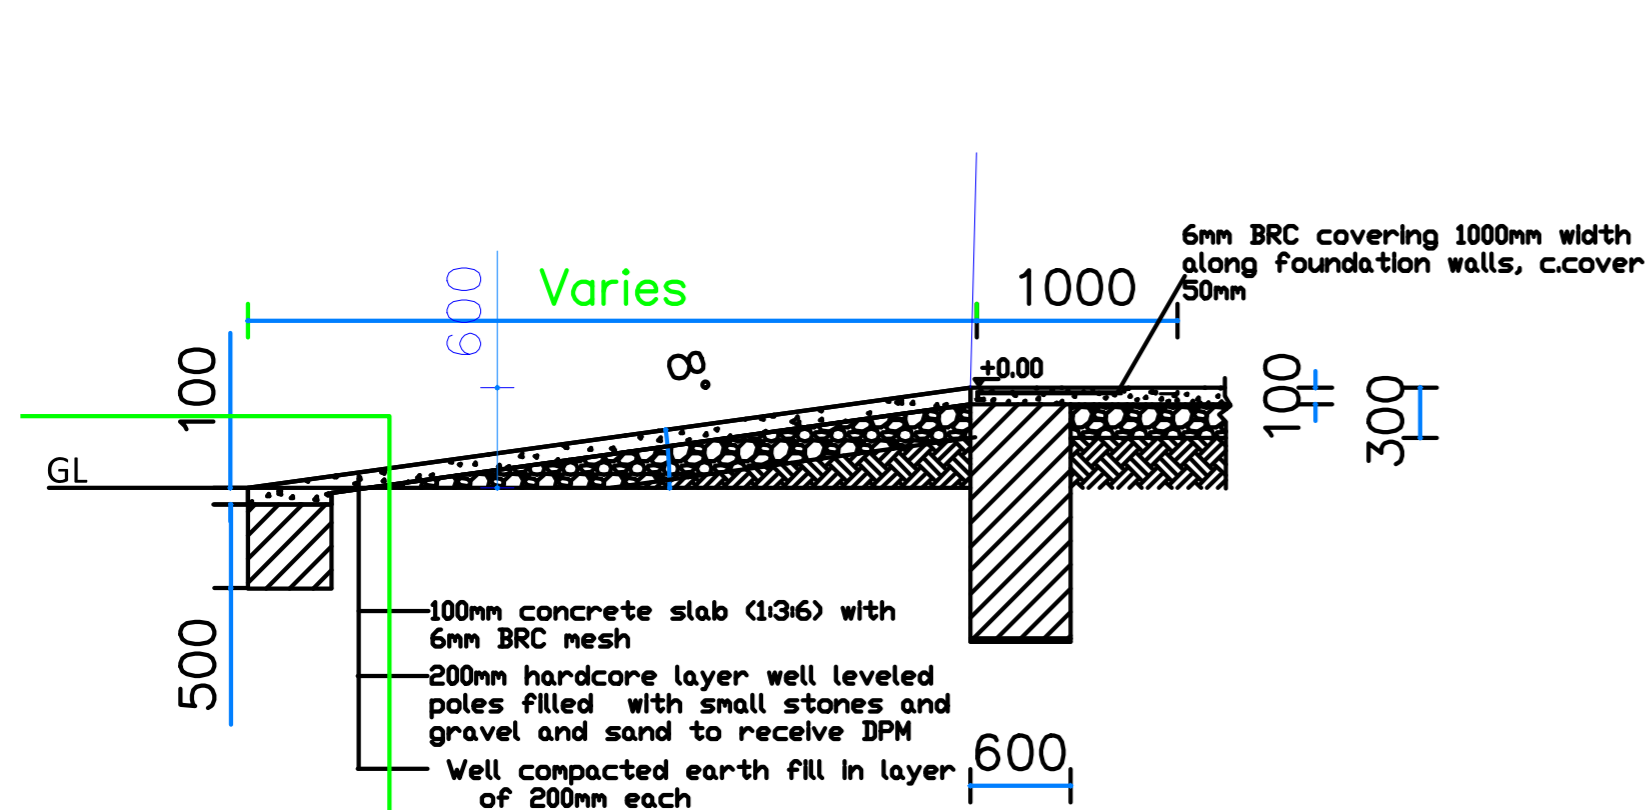 6mm BRC covering 1000mm width
along foundation walls, c.cover
50mm
Varies
1000
600
100
8°
+0.00
100
300
GL
100mm concrete slab (1:3:6) with
6mm BRC mesh
500
200mm hardcore layer well leveled
poles filled with small stones and
gravel and sand to receive DPM
600
Well compacted earth fill in layer
of 200mm each